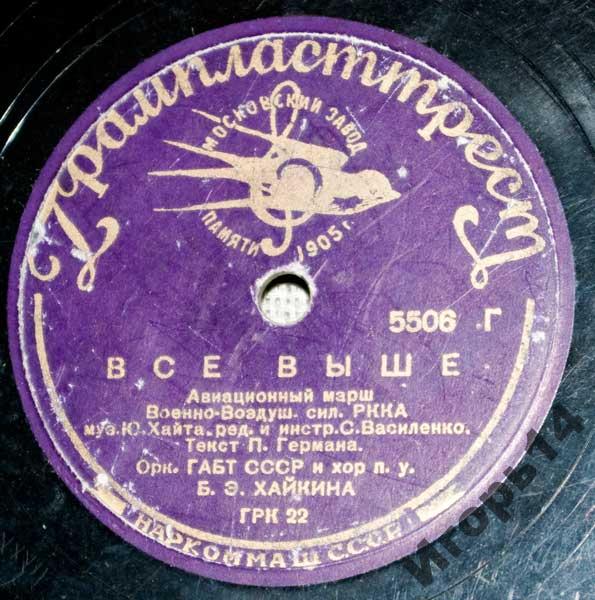 Грампласттрест
МОСКОВСКИЙ ЗАВОД
ПАМЯТИ 1905 г.
5506 Г
ВСЕ ВЫШЕ
Авиационный марш
Военно-Воздуш. сил. РККА
муз. Ю. Хайта. ред. и инстр. С. Василенко.
Текст П. Германа.
Орк. ГАБТ СССР и хор п. у.
Б. Э. ХАЙКИНА
ГРК 22
НАРКОММАШ СССР
Игорь14